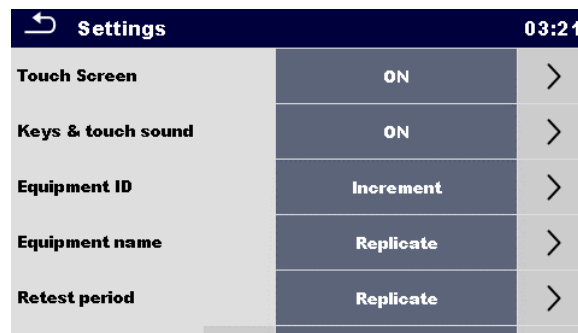 Settings 03:21
Touch Screen ON
Keys & touch sound ON
Equipment ID Increment
Equipment name Replicate
Retest period Replicate